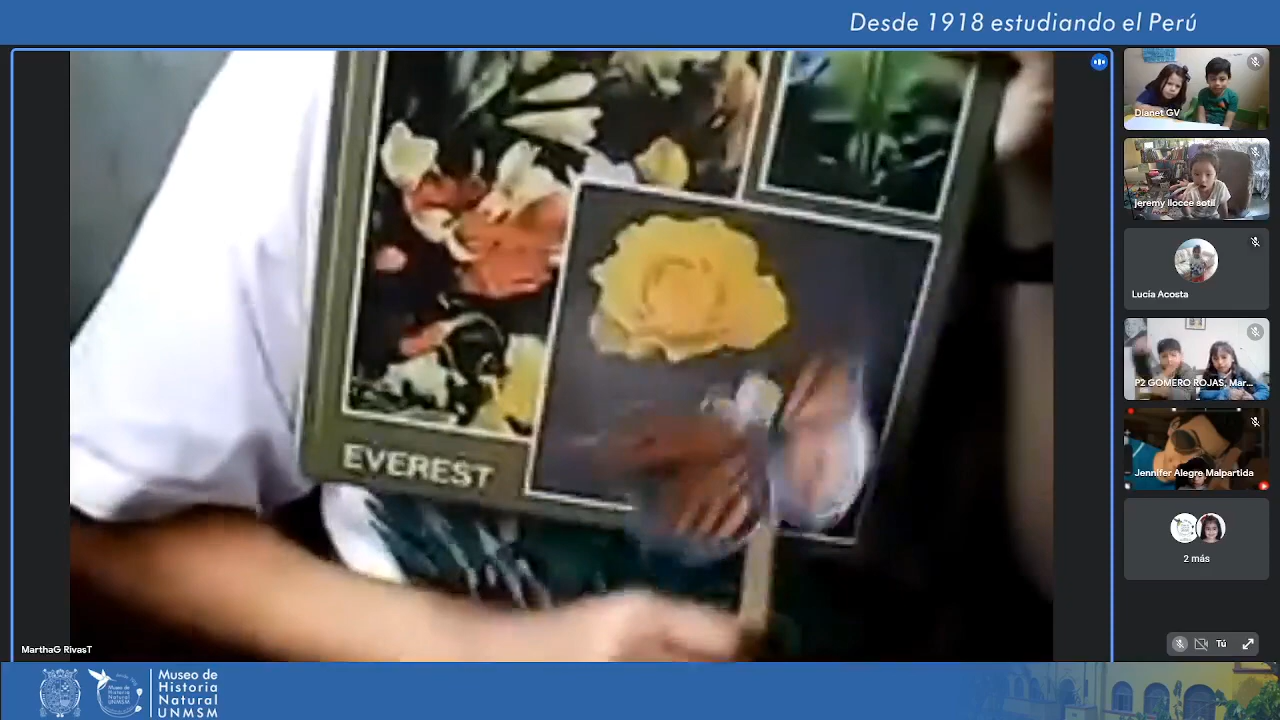 Desde 1918 estudiando el Perú
EVEREST
MarthaG RivasT
Dianet GV
jeremy llocce sotil
Lucía Acosta
P2 GOMERO ROJAS, Mar...
Jennifer Alegre Malpartida
2 más
Tú
Museo de
Historia
Natural
UNMSM